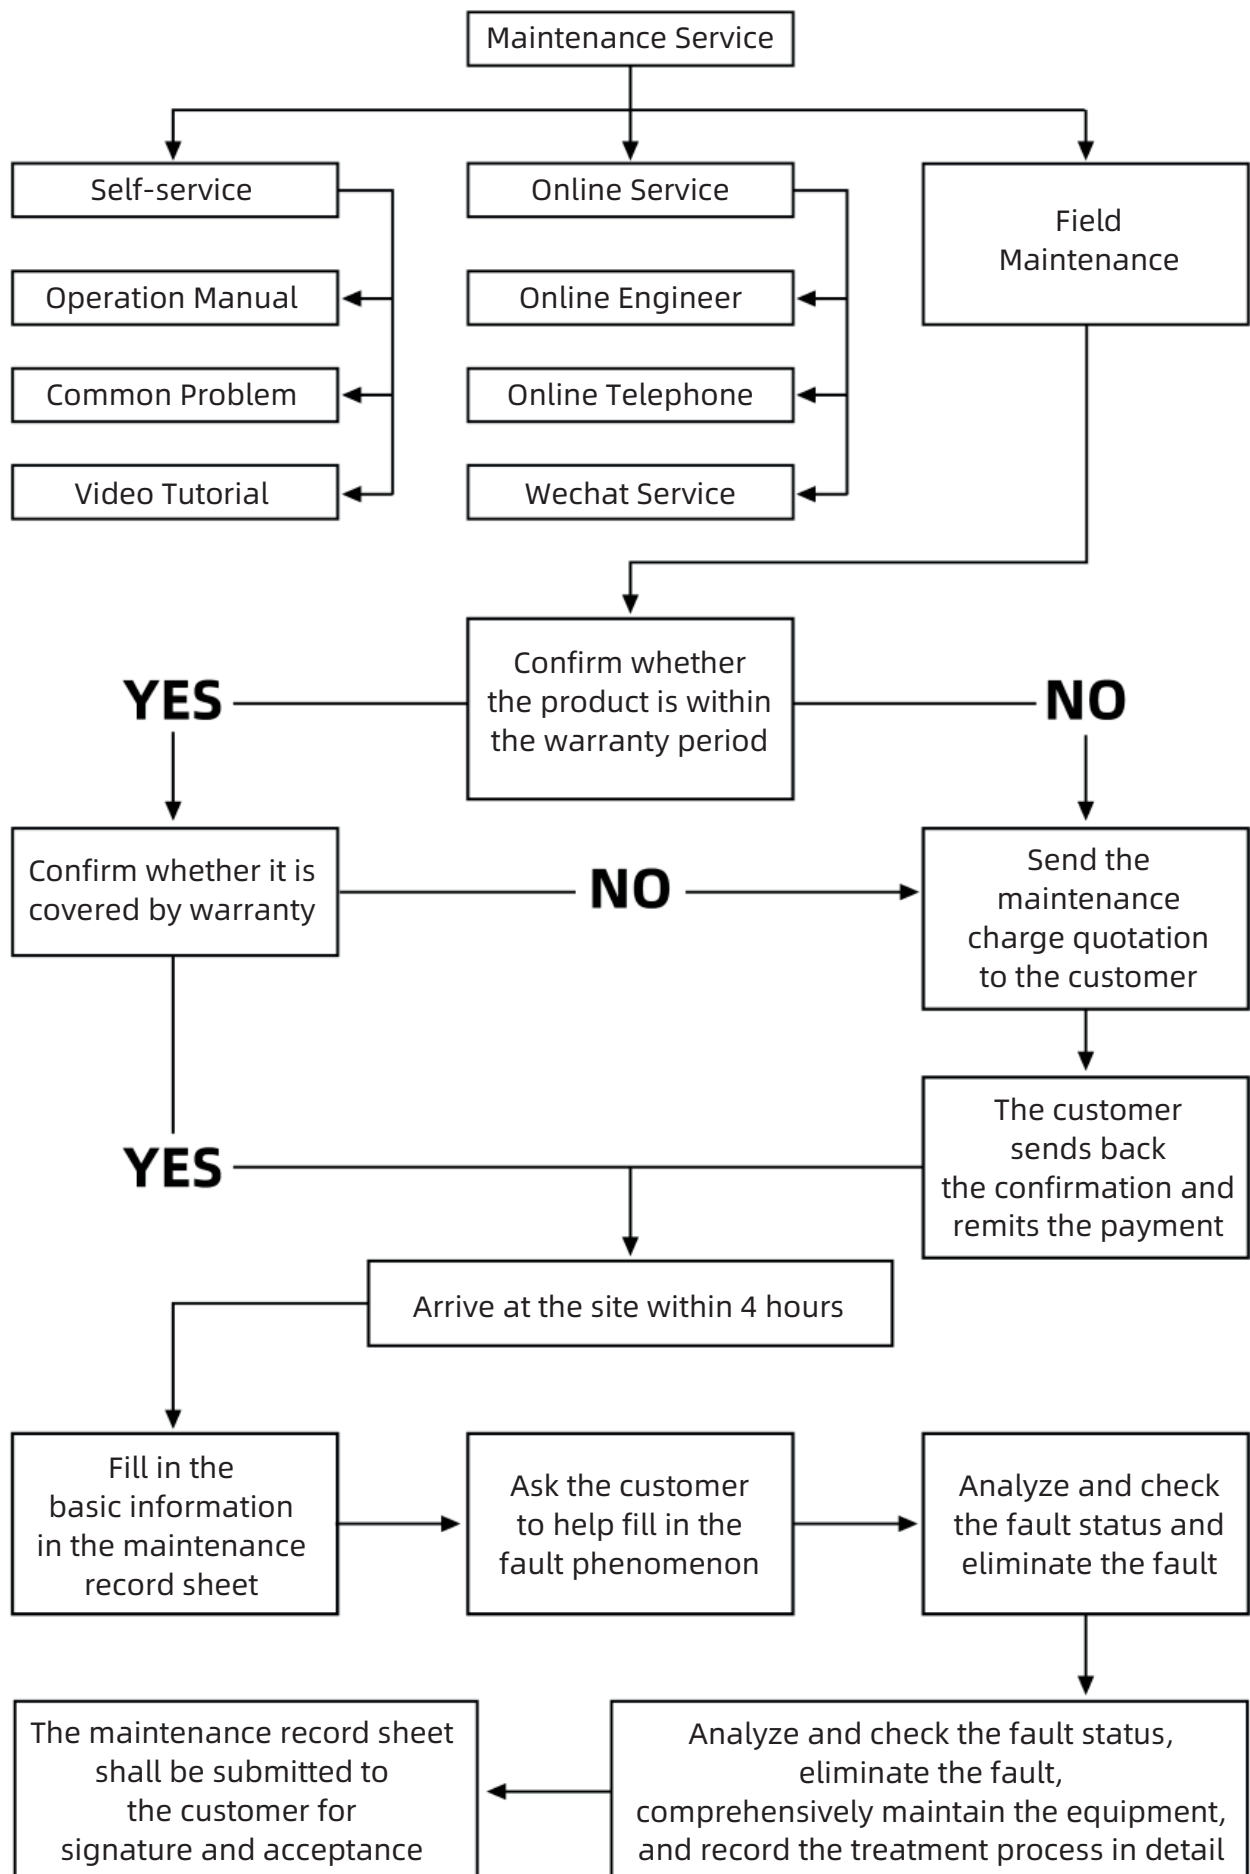 Maintenance Service
Self-service
Online Service
Field
Maintenance
Operation Manual
Online Engineer
Common Problem
Online Telephone
Video Tutorial
Wechat Service
Confirm whether
the product is within
the warranty period
YES
NO
Confirm whether it is
covered by warranty
NO
Send the
maintenance
charge quotation
to the customer
The customer
sends back
the confirmation and
remits the payment
YES
Arrive at the site within 4 hours
Fill in the
basic information
in the maintenance
record sheet
Ask the customer
to help fill in the
fault phenomenon
Analyze and check
the fault status and
eliminate the fault
Analyze and check the fault status,
eliminate the fault,
comprehensively maintain the equipment,
and record the treatment process in detail
The maintenance record sheet
shall be submitted to
the customer for
signature and acceptance